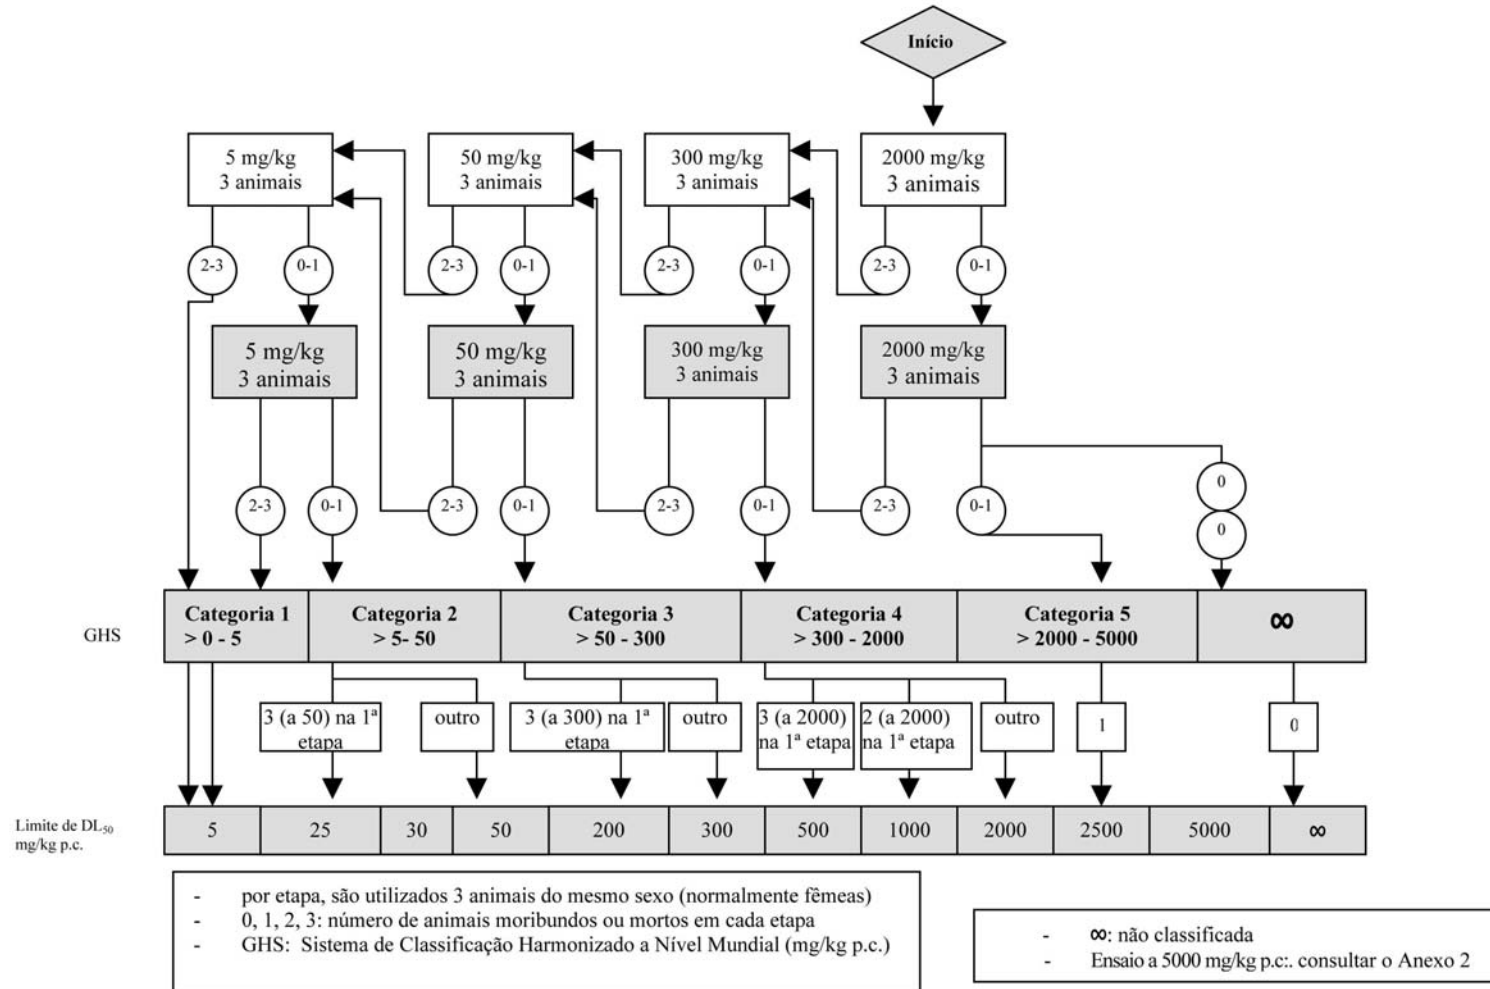 Início
5 mg/kg
3 animais
50 mg/kg
3 animais
300 mg/kg
3 animais
2000 mg/kg
3 animais
2-3
0-1
2-3
0-1
2-3
0-1
2-3
0-1
5 mg/kg
3 animais
50 mg/kg
3 animais
300 mg/kg
3 animais
2000 mg/kg
3 animais
2-3
0-1
2-3
0-1
2-3
0-1
2-3
0-1
0
0
GHS
Categoria 1
> 0 - 5
Categoria 2
> 5- 50
Categoria 3
> 50 - 300
Categoria 4
> 300 - 2000
Categoria 5
> 2000 - 5000
∞
3 (a 50) na 1ª
etapa
outro
3 (a 300) na 1ª
etapa
outro
3 (a 2000)
na 1ª etapa
2 (a 2000)
na 1ª etapa
outro
1
0
Limite de DL50
mg/kg p.c.
5
25
30
50
200
300
500
1000
2000
2500
5000
∞
- por etapa, são utilizados 3 animais do mesmo sexo (normalmente fêmeas)
- 0, 1, 2, 3: número de animais moribundos ou mortos em cada etapa
- GHS: Sistema de Classificação Harmonizado a Nível Mundial (mg/kg p.c.)
- ∞: não classificada
- Ensaio a 5000 mg/kg p.c:. consultar o Anexo 2